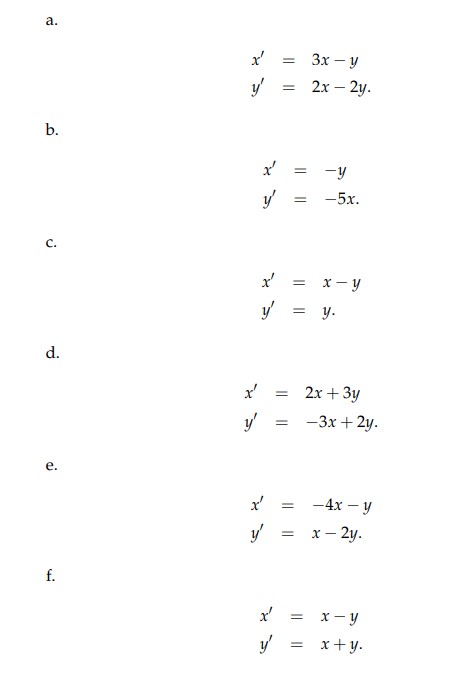 a.
x′ = 3x − y
y′ = 2x − 2y.
b.
x′ = −y
y′ = −5x.
c.
x′ = x − y
y′ = y.
d.
x′ = 2x + 3y
y′ = −3x + 2y.
e.
x′ = −4x − y
y′ = x − 2y.
f.
x′ = x − y
y′ = x + y.